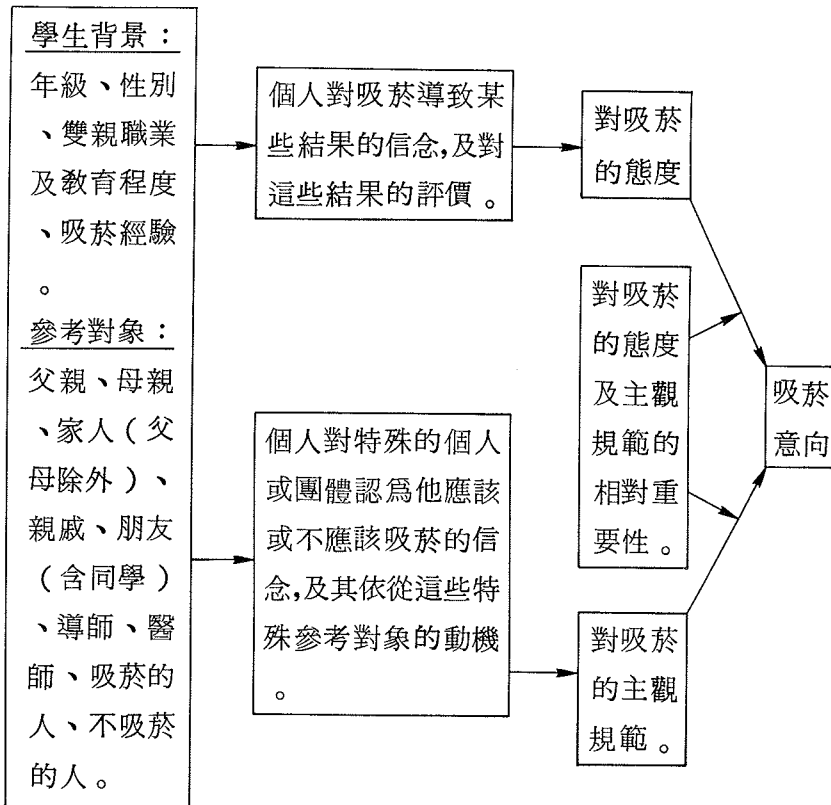 學生背景：
年級、性別
、雙親職業
及教育程度
、吸菸經驗
。
參考對象：
父親、母親
、家人（父
母除外）、
親戚、朋友
（含同學）
、導師、醫
師、吸菸的
人、不吸菸
的人。
個人對吸菸導致某
些結果的信念,及對
這些結果的評價。
個人對特殊的個人
或團體認爲他應該
或不應該吸菸的信
念,及其依從這些特
殊參考對象的動機
。
對吸菸
的態度
對吸菸
的態度
及主觀
規範的
相對重
要性。
對吸菸
的主觀
規範。
吸菸
意向